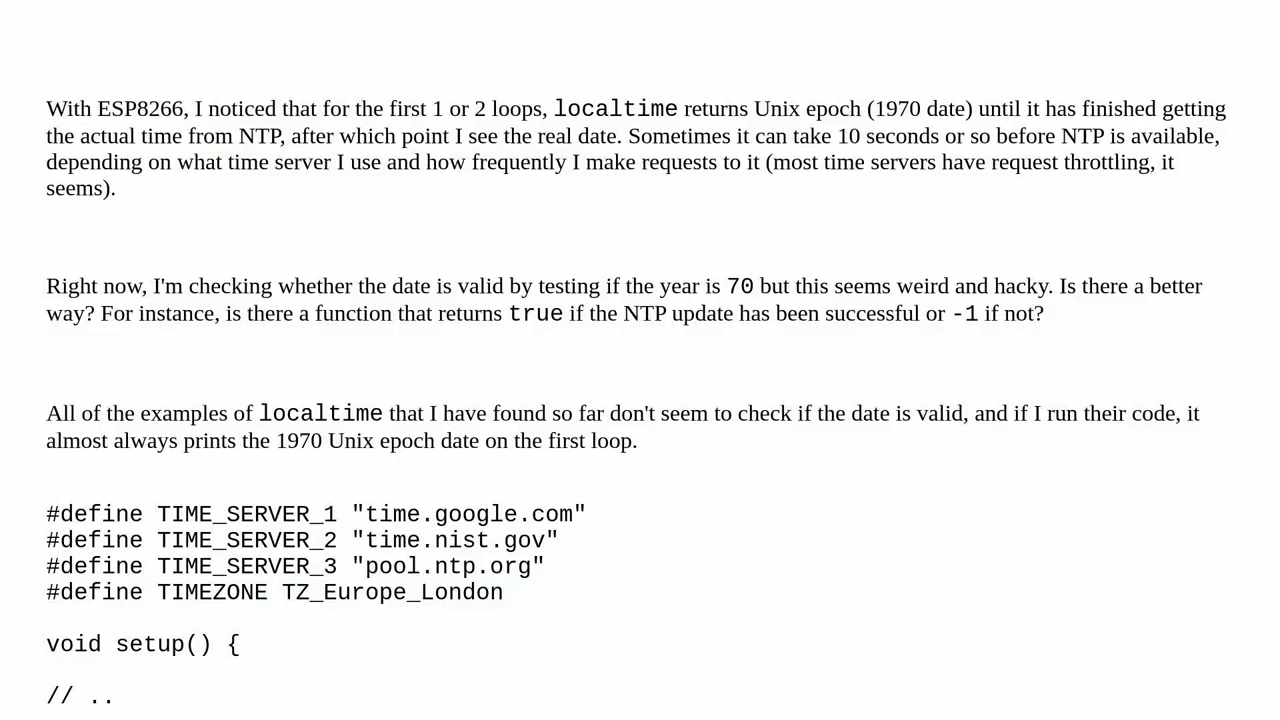 With ESP8266, I noticed that for the first 1 or 2 loops, localtime returns Unix epoch (1970 date) until it has finished getting
the actual time from NTP, after which point I see the real date. Sometimes it can take 10 seconds or so before NTP is available,
depending on what time server I use and how frequently I make requests to it (most time servers have request throttling, it
seems).
Right now, I'm checking whether the date is valid by testing if the year is 70 but this seems weird and hacky. Is there a better
way? For instance, is there a function that returns true if the NTP update has been successful or -1 if not?
All of the examples of localtime that I have found so far don't seem to check if the date is valid, and if I run their code, it
almost always prints the 1970 Unix epoch date on the first loop.
#define TIME_SERVER_1 "time.google.com"
#define TIME_SERVER_2 "time.nist.gov"
#define TIME_SERVER_3 "pool.ntp.org"
#define TIMEZONE TZ_Europe_London
void setup() {
// ..